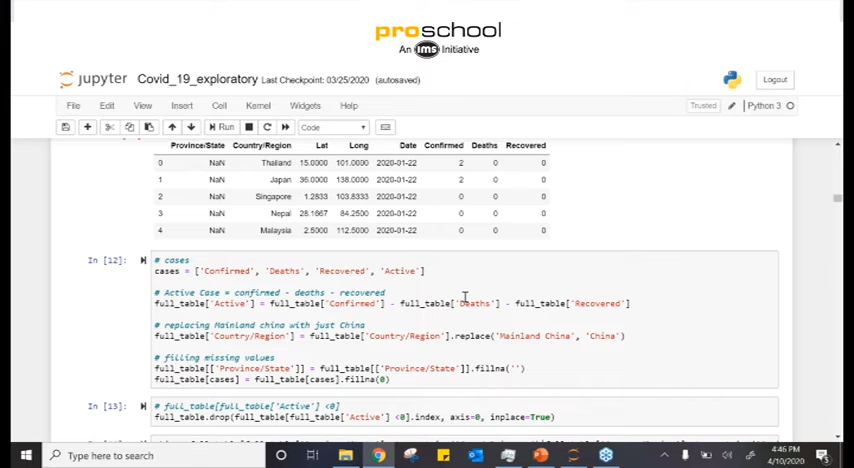 proschool
An ims Initiative
jupyter Covid_19_exploratory Last Checkpoint: 03/25/2020 (autosaved)
Logout
File Edit View Insert Cell Kernel Widgets Help
Trusted Python 3
Run Code
Province/State Country/Region Lat Long Date Confirmed Deaths Recovered
0 NaN Thailand 15.0000 101.0000 2020-01-22 2 0 0
1 NaN Japan 36.0000 138.0000 2020-01-22 2 0 0
2 NaN Singapore 1.2833 103.8333 2020-01-22 0 0 0
3 NaN Nepal 28.1667 84.2500 2020-01-22 0 0 0
4 NaN Malaysia 2.5000 112.5000 2020-01-22 0 0 0
In [12]: # cases
cases = ['Confirmed', 'Deaths', 'Recovered', 'Active']
# Active Case = confirmed - deaths - recovered
full_table['Active'] = full_table['Confirmed'] - full_table['Deaths'] - full_table['Recovered']
# replacing Mainland china with just China
full_table['Country/Region'] = full_table['Country/Region'].replace('Mainland China', 'China')
# filling missing values
full_table[['Province/State']] = full_table[['Province/State']].fillna('')
full_table[cases] = full_table[cases].fillna(0)
In [13]: # full_table[full_table['Active'] <0]
full_table.drop(full_table[full_table['Active'] <0].index, axis=0, inplace=True)
Type here to search
4:46 PM
4/10/2020